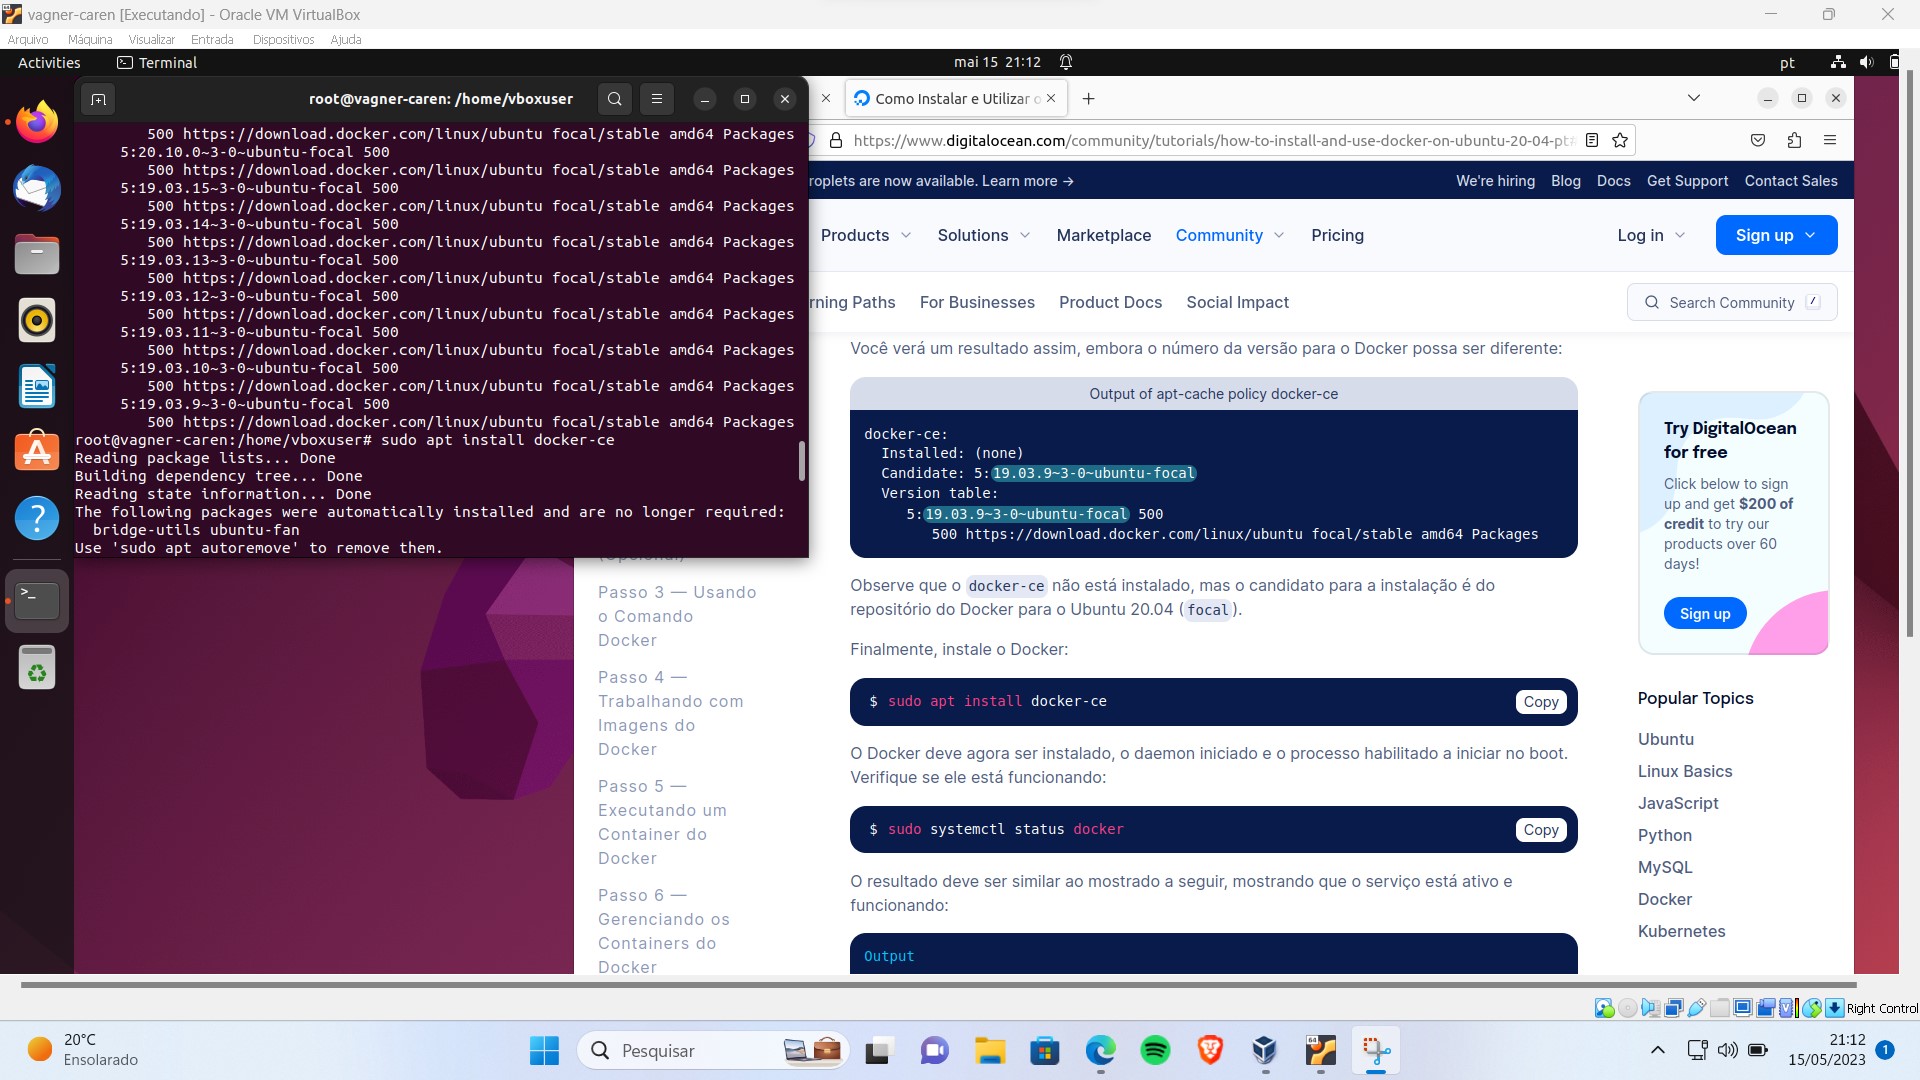 vagner-caren [Executando] - Oracle VM VirtualBox
Arquivo Máquina Visualizar Entrada Dispositivos Ajuda
Activities Terminal mai 15 21:12 pt
root@vagner-caren: /home/vboxuser
500 https://download.docker.com/linux/ubuntu focal/stable amd64 Packages
5:20.10.0~3-0~ubuntu-focal 500
500 https://download.docker.com/linux/ubuntu focal/stable amd64 Packages
5:19.03.15~3-0~ubuntu-focal 500
500 https://download.docker.com/linux/ubuntu focal/stable amd64 Packages
5:19.03.14~3-0~ubuntu-focal 500
500 https://download.docker.com/linux/ubuntu focal/stable amd64 Packages
5:19.03.13~3-0~ubuntu-focal 500
500 https://download.docker.com/linux/ubuntu focal/stable amd64 Packages
5:19.03.12~3-0~ubuntu-focal 500
500 https://download.docker.com/linux/ubuntu focal/stable amd64 Packages
5:19.03.11~3-0~ubuntu-focal 500
500 https://download.docker.com/linux/ubuntu focal/stable amd64 Packages
5:19.03.10~3-0~ubuntu-focal 500
500 https://download.docker.com/linux/ubuntu focal/stable amd64 Packages
5:19.03.9~3-0~ubuntu-focal 500
500 https://download.docker.com/linux/ubuntu focal/stable amd64 Packages
root@vagner-caren:/home/vboxuser# sudo apt install docker-ce
Reading package lists... Done
Building dependency tree... Done
Reading state information... Done
The following packages were automatically installed and are no longer required:
bridge-utils ubuntu-fan
Use 'sudo apt autoremove' to remove them.
Como Instalar e Utilizar o
https://www.digitalocean.com/community/tutorials/how-to-install-and-use-docker-on-ubuntu-20-04-pt#
roplets are now available. Learn more →
We're hiring Blog Docs Get Support Contact Sales
Products Solutions Marketplace Community Pricing Log in Sign up
rning Paths For Businesses Product Docs Social Impact Search Community /
Passo 3 — Usando
o Comando
Docker
Passo 4 —
Trabalhando com
Imagens do
Docker
Passo 5 —
Executando um
Container do
Docker
Passo 6 —
Gerenciando os
Containers do
Docker
Você verá um resultado assim, embora o número da versão para o Docker possa ser diferente:
Output of apt-cache policy docker-ce
docker-ce:
Installed: (none)
Candidate: 5:19.03.9~3-0~ubuntu-focal
Version table:
5:19.03.9~3-0~ubuntu-focal 500
500 https://download.docker.com/linux/ubuntu focal/stable amd64 Packages
Observe que o docker-ce não está instalado, mas o candidato para a instalação é do
repositório do Docker para o Ubuntu 20.04 (focal).
Finalmente, instale o Docker:
$ sudo apt install docker-ce
Copy
O Docker deve agora ser instalado, o daemon iniciado e o processo habilitado a iniciar no boot.
Verifique se ele está funcionando:
$ sudo systemctl status docker
Copy
O resultado deve ser similar ao mostrado a seguir, mostrando que o serviço está ativo e
funcionando:
Output
Try DigitalOcean
for free
Click below to sign
up and get $200 of
credit to try our
products over 60
days!
Sign up
Popular Topics
Ubuntu
Linux Basics
JavaScript
Python
MySQL
Docker
Kubernetes
Right Control
20°C
Ensolarado
Pesquisar
21:12
15/05/2023
1